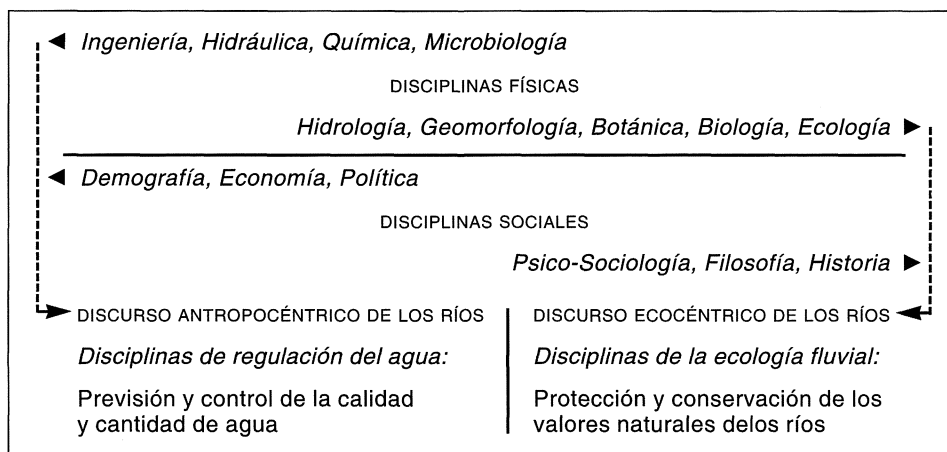 Ingeniería, Hidráulica, Química, Microbiología
DISCIPLINAS FÍSICAS
Hidrología, Geomorfología, Botánica, Biología, Ecología
Demografía, Economía, Política
DISCIPLINAS SOCIALES
Psico-Sociología, Filosofía, Historia
DISCURSO ANTROPOCÉNTRICO DE LOS RÍOS
Disciplinas de regulación del agua:
Previsión y control de la calidad
y cantidad de agua
DISCURSO ECOCÉNTRICO DE LOS RÍOS
Disciplinas de la ecología fluvial:
Protección y conservación de los
valores naturales delos ríos